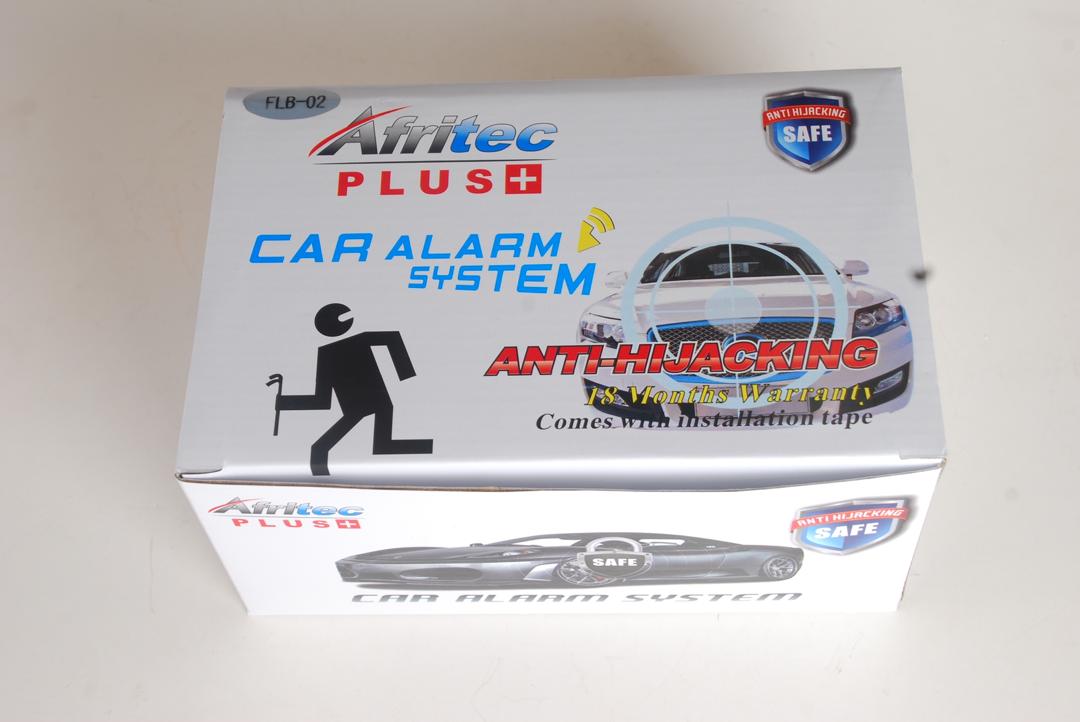 FLB-02
Afritec
PLUS+
ANTI HIJACKING
SAFE
CAR ALARM
SYSTEM
ANTI-HIJACKING
18 Months Warranty
Comes with installation tape
Afritec
PLUS+
ANTI HIJACKING
SAFE
SAFE
CAR ALARM SYSTEM